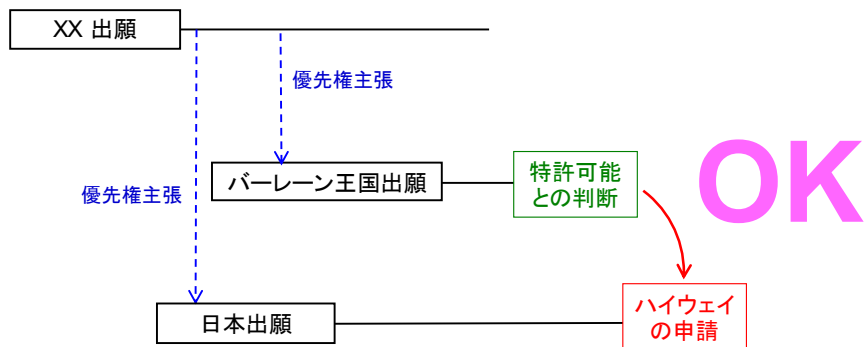 XX 出願
優先権主張
優先権主張
バーレーン王国出願
特許可能
との判断
OK
日本出願
ハイウェイ
の申請